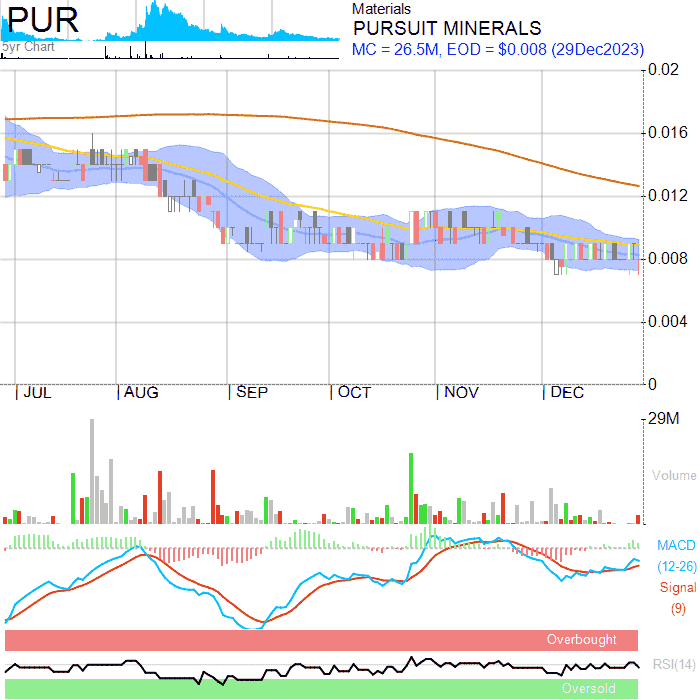 PUR
5yr Chart
Materials
PURSUIT MINERALS
MC = 26.5M, EOD = $0.008 (29Dec2023)
0.02
0.016
0.012
0.008
0.004
0
JUL AUG SEP OCT NOV DEC
29M
Volume
MACD
(12-26)
Signal
(9)
Overbought
RSI(14)
Oversold